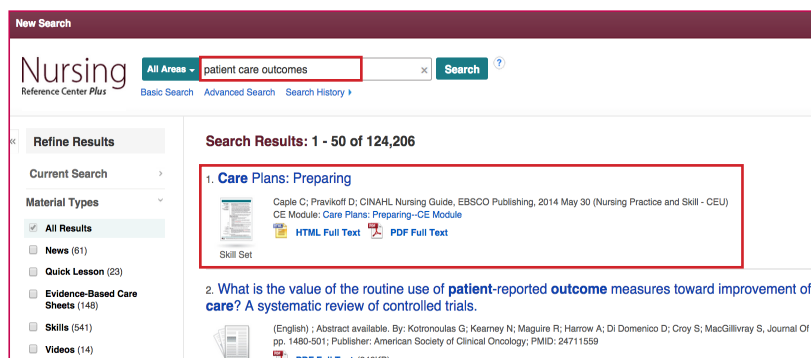 New Search
Nursing
Reference Center Plus
All Areas
patient care outcomes
×
Search
?
Basic Search Advanced Search Search History
«
Refine Results
Current Search
Material Types
All Results
News (61)
Quick Lesson (23)
Evidence-Based Care
Sheets (148)
Skills (541)
Videos (14)
Search Results: 1 - 50 of 124,206
1. Care Plans: Preparing
Caple C; Pravikoff D; CINAHL Nursing Guide, EBSCO Publishing, 2014 May 30 (Nursing Practice and Skill - CEU)
CE Module: Care Plans: Preparing--CE Module
HTML Full Text PDF Full Text
Skill Set
2. What is the value of the routine use of patient-reported outcome measures toward improvement of
care? A systematic review of controlled trials.
(English) ; Abstract available. By: Kotronoulas G; Kearney N; Maguire R; Harrow A; Di Domenico D; Croy S; MacGillivray S, Journal Of
pp. 1480-501; Publisher: American Society of Clinical Oncology; PMID: 24711559